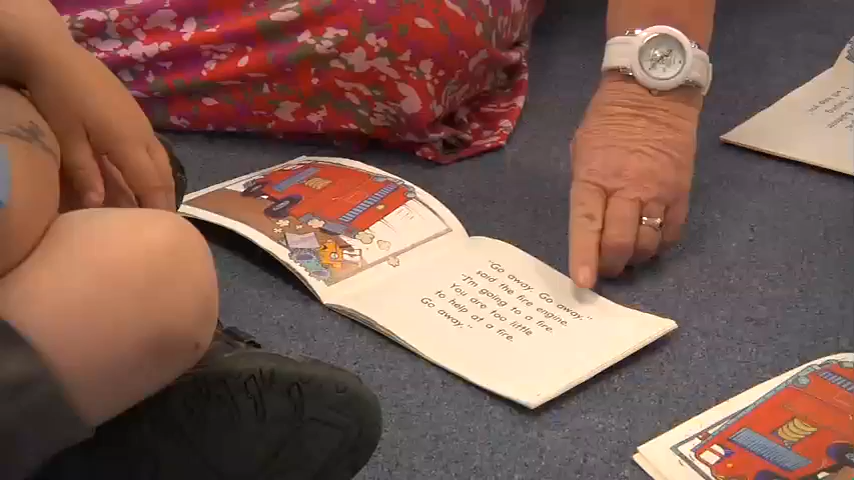 "Go away, Go away,"
said the fire engine.
"I'm going to a fire.
You are too little
to help me at a fire.
Go away."